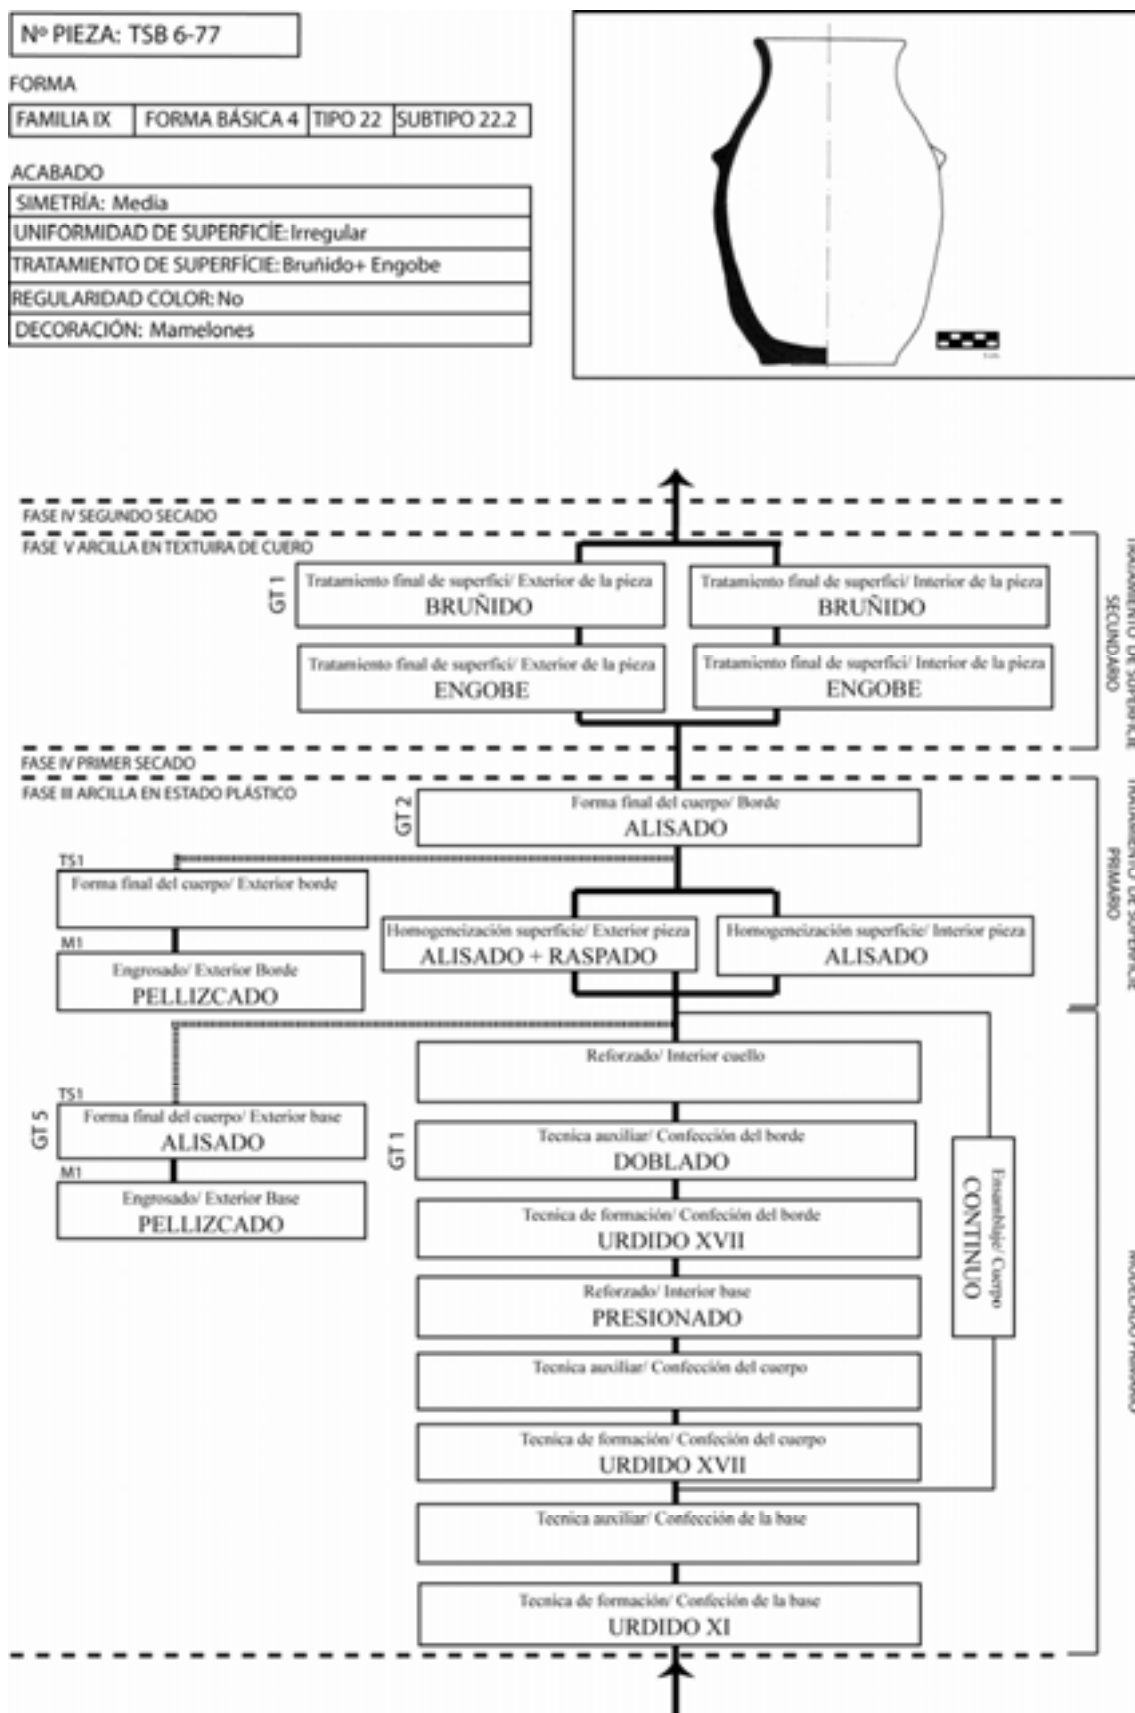 Nº PIEZA: TSB 6-77
FORMA
FAMILIA IX
FORMA BÁSICA 4
TIPO 22
SUBTIPO 22.2
ACABADO
SIMETRÍA: Media
UNIFORMIDAD DE SUPERFICÍE: Irregular
TRATAMIENTO DE SUPERFÍCIE: Bruñido+ Engobe
REGULARIDAD COLOR: No
DECORACIÓN: Mamelones
FASE IV SEGUNDO SECADO
FASE V ARCILLA EN TEXTUIRA DE CUERO
GT 1
Tratamiento final de superfici/ Exterior de la pieza
BRUÑIDO
Tratamiento final de superfici/ Interior de la pieza
BRUÑIDO
Tratamiento final de superfici/ Exterior de la pieza
ENGOBE
Tratamiento final de superfici/ Interior de la pieza
ENGOBE
TRATAMIENTO DE SUPERFICIE
SECUNDARIO
FASE IV PRIMER SECADO
FASE III ARCILLA EN ESTADO PLÁSTICO
GT 2
Forma final del cuerpo/ Borde
ALISADO
TS1
Forma final del cuerpo/ Exterior borde
M1
Engrosado/ Exterior Borde
PELLIZCADO
Homogeneización superficie/ Exterior pieza
ALISADO + RASPADO
Homogeneización superficie/ Interior pieza
ALISADO
TRATAMIENTO DE SUPERFICIE
PRIMARIO
Reforzado/ Interior cuello
GT 5
TS1
Forma final del cuerpo/ Exterior base
ALISADO
M1
Engrosado/ Exterior Base
PELLIZCADO
GT 1
Tecnica auxiliar/ Confección del borde
DOBLADO
Tecnica de formación/ Confeción del borde
URDIDO XVII
Reforzado/ Interior base
PRESIONADO
Tecnica auxiliar/ Confección del cuerpo
Tecnica de formación/ Confeción del cuerpo
URDIDO XVII
Ensamblaje/ Cuerpo
CONTINUO
Tecnica auxiliar/ Confección de la base
Tecnica de formación/ Confeción de la base
URDIDO XI
MODELADO PRIMARIO